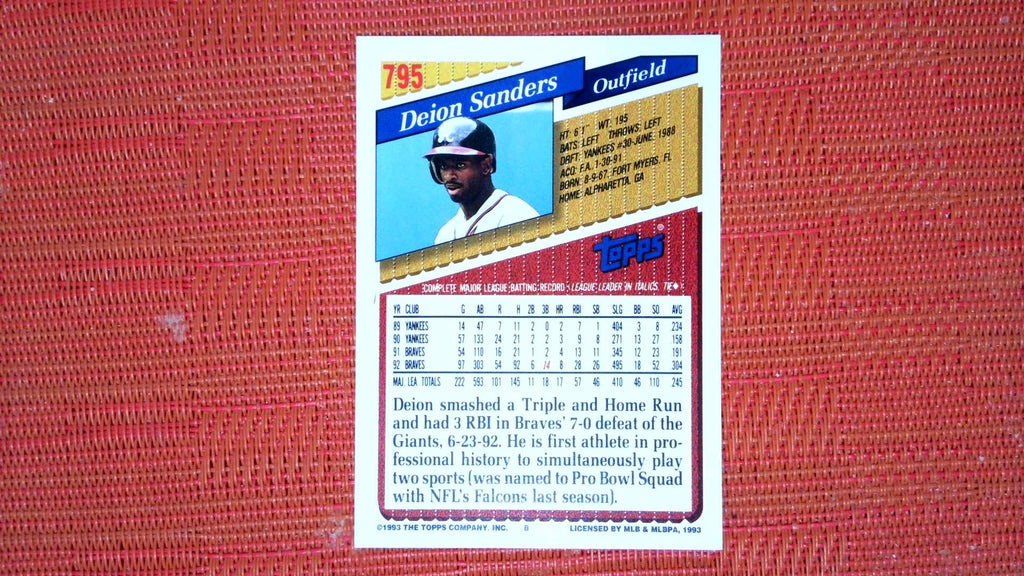 795
Deion Sanders
Outfield
HT: 6'1" WT: 195
BATS: LEFT THROWS: LEFT
DRFT: YANKEES #30-JUNE, 1988
ACQ: F.A. 1-30-91
BORN: 8-9-67, FORT MYERS, FL
HOME: ALPHARETTA, GA
Topps
COMPLETE MAJOR LEAGUE BATTING RECORD (LEAGUE LEADER IN ITALICS, TIE♦)
YR CLUB G AB R H 2B 3B HR RBI SB SLG BB SO AVG
89 YANKEES 14 47 7 11 2 0 2 7 1 404 3 8 234
90 YANKEES 57 133 24 21 2 2 3 9 8 271 13 27 158
91 BRAVES 54 110 16 21 1 2 4 13 11 345 12 23 191
92 BRAVES 97 303 54 92 6 14 8 28 26 495 18 52 304
MAJ. LEA. TOTALS 222 593 101 145 11 18 17 57 46 410 46 110 245
Deion smashed a Triple and Home Run
and had 3 RBI in Braves' 7-0 defeat of the
Giants, 6-23-92. He is first athlete in pro-
fessional history to simultaneously play
two sports (was named to Pro Bowl Squad
with NFL's Falcons last season).
©1993 THE TOPPS COMPANY, INC. 8 LICENSED BY MLB & MLBPA, 1993